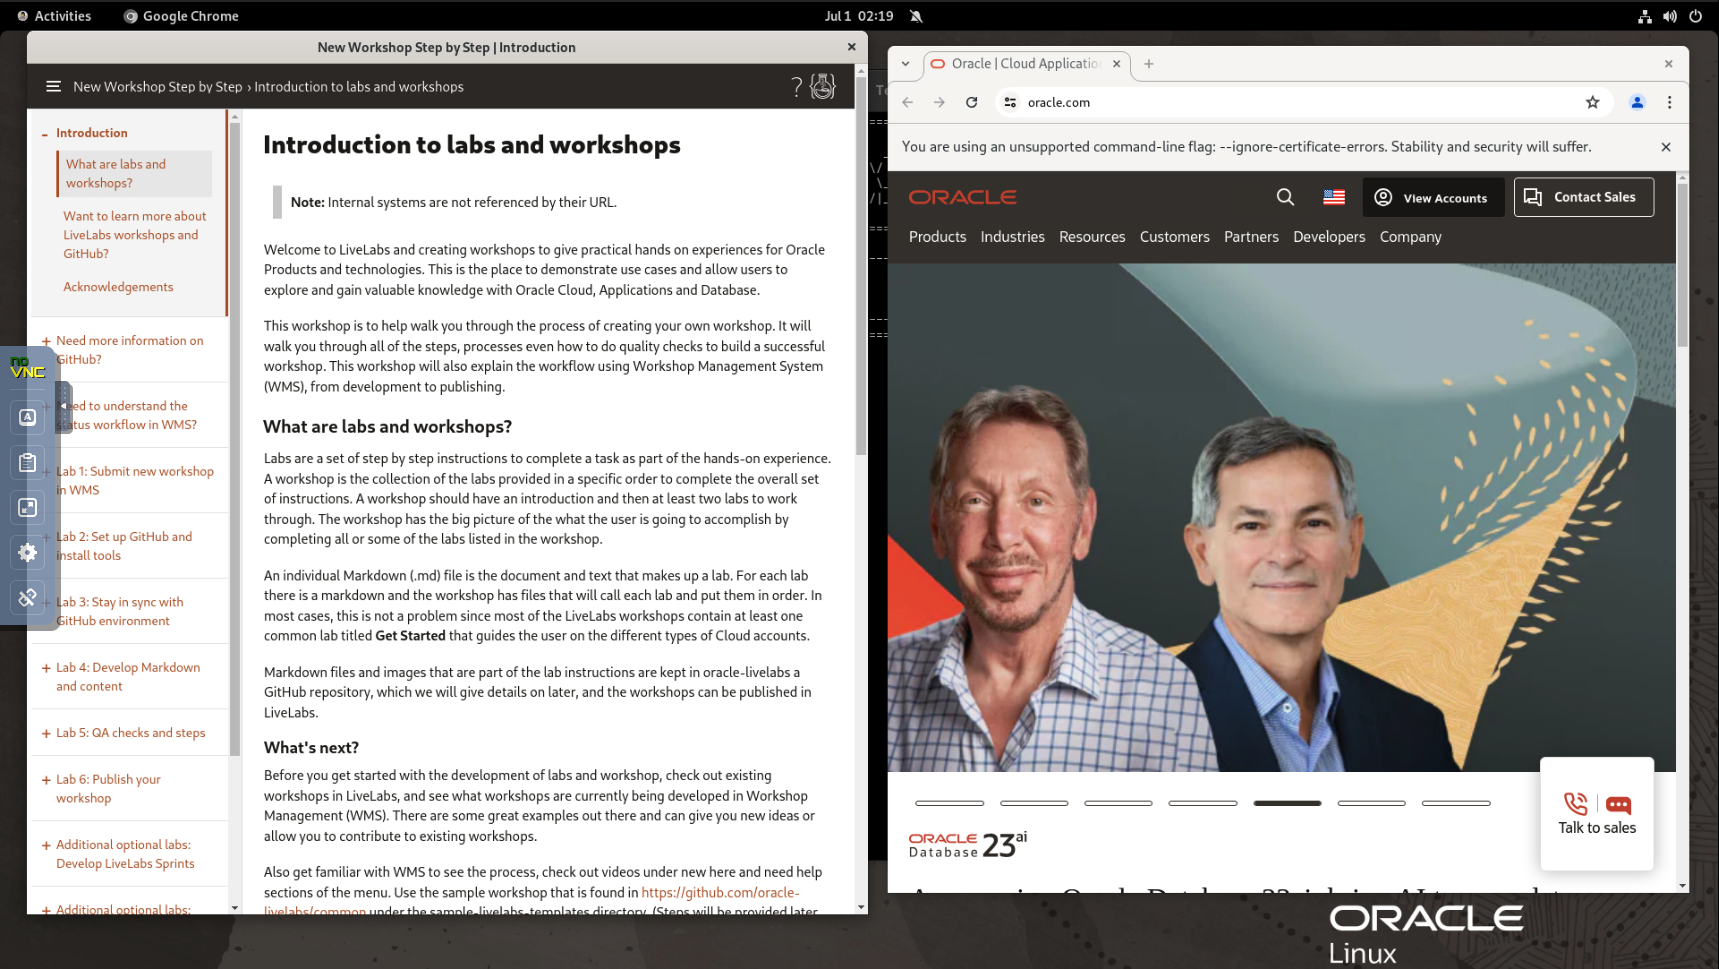 Activities
Google Chrome
Jul 1 02:19
New Workshop Step by Step | Introduction
New Workshop Step by Step › Introduction to labs and workshops
?
- Introduction
What are labs and
workshops?
Want to learn more about
LiveLabs workshops and
GitHub?
Acknowledgements
+ Need more information on
GitHub?
Need to understand the
status workflow in WMS?
Lab 1: Submit new workshop
in WMS
Lab 2: Set up GitHub and
install tools
Lab 3: Stay in sync with
GitHub environment
+ Lab 4: Develop Markdown
and content
+ Lab 5: QA checks and steps
+ Lab 6: Publish your
workshop
+ Additional optional labs:
Develop LiveLabs Sprints
+ Additional optional labs:
no
VNC
A
Introduction to labs and workshops
Note: Internal systems are not referenced by their URL.
Welcome to LiveLabs and creating workshops to give practical hands on experiences for Oracle
Products and technologies. This is the place to demonstrate use cases and allow users to
explore and gain valuable knowledge with Oracle Cloud, Applications and Database.
This workshop is to help walk you through the process of creating your own workshop. It will
walk you through all of the steps, processes even how to do quality checks to build a successful
workshop. This workshop will also explain the workflow using Workshop Management System
(WMS), from development to publishing.
What are labs and workshops?
Labs are a set of step by step instructions to complete a task as part of the hands-on experience.
A workshop is the collection of the labs provided in a specific order to complete the overall set
of instructions. A workshop should have an introduction and then at least two labs to work
through. The workshop has the big picture of the what the user is going to accomplish by
completing all or some of the labs listed in the workshop.
An individual Markdown (.md) file is the document and text that makes up a lab. For each lab
there is a markdown and the workshop has files that will call each lab and put them in order. In
most cases, this is not a problem since most of the LiveLabs workshops contain at least one
common lab titled Get Started that guides the user on the different types of Cloud accounts.
Markdown files and images that are part of the lab instructions are kept in oracle-livelabs a
GitHub repository, which we will give details on later, and the workshops can be published in
LiveLabs.
What's next?
Before you get started with the development of labs and workshop, check out existing
workshops in LiveLabs, and see what workshops are currently being developed in Workshop
Management (WMS). There are some great examples out there and can give you new ideas or
allow you to contribute to existing workshops.
Also get familiar with WMS to see the process, check out videos under new here and need help
sections of the menu. Use the sample workshop that is found in https://github.com/oracle-
livelabs/common under the sample-livelabs-templates directory. (Steps will be provided later
Te
Oracle | Cloud Applicatio
oracle.com
You are using an unsupported command-line flag: --ignore-certificate-errors. Stability and security will suffer.
ORACLE
View Accounts
Contact Sales
Products Industries Resources Customers Partners Developers Company
Talk to sales
ORACLE
Database 23ai
ORACLE
Linux